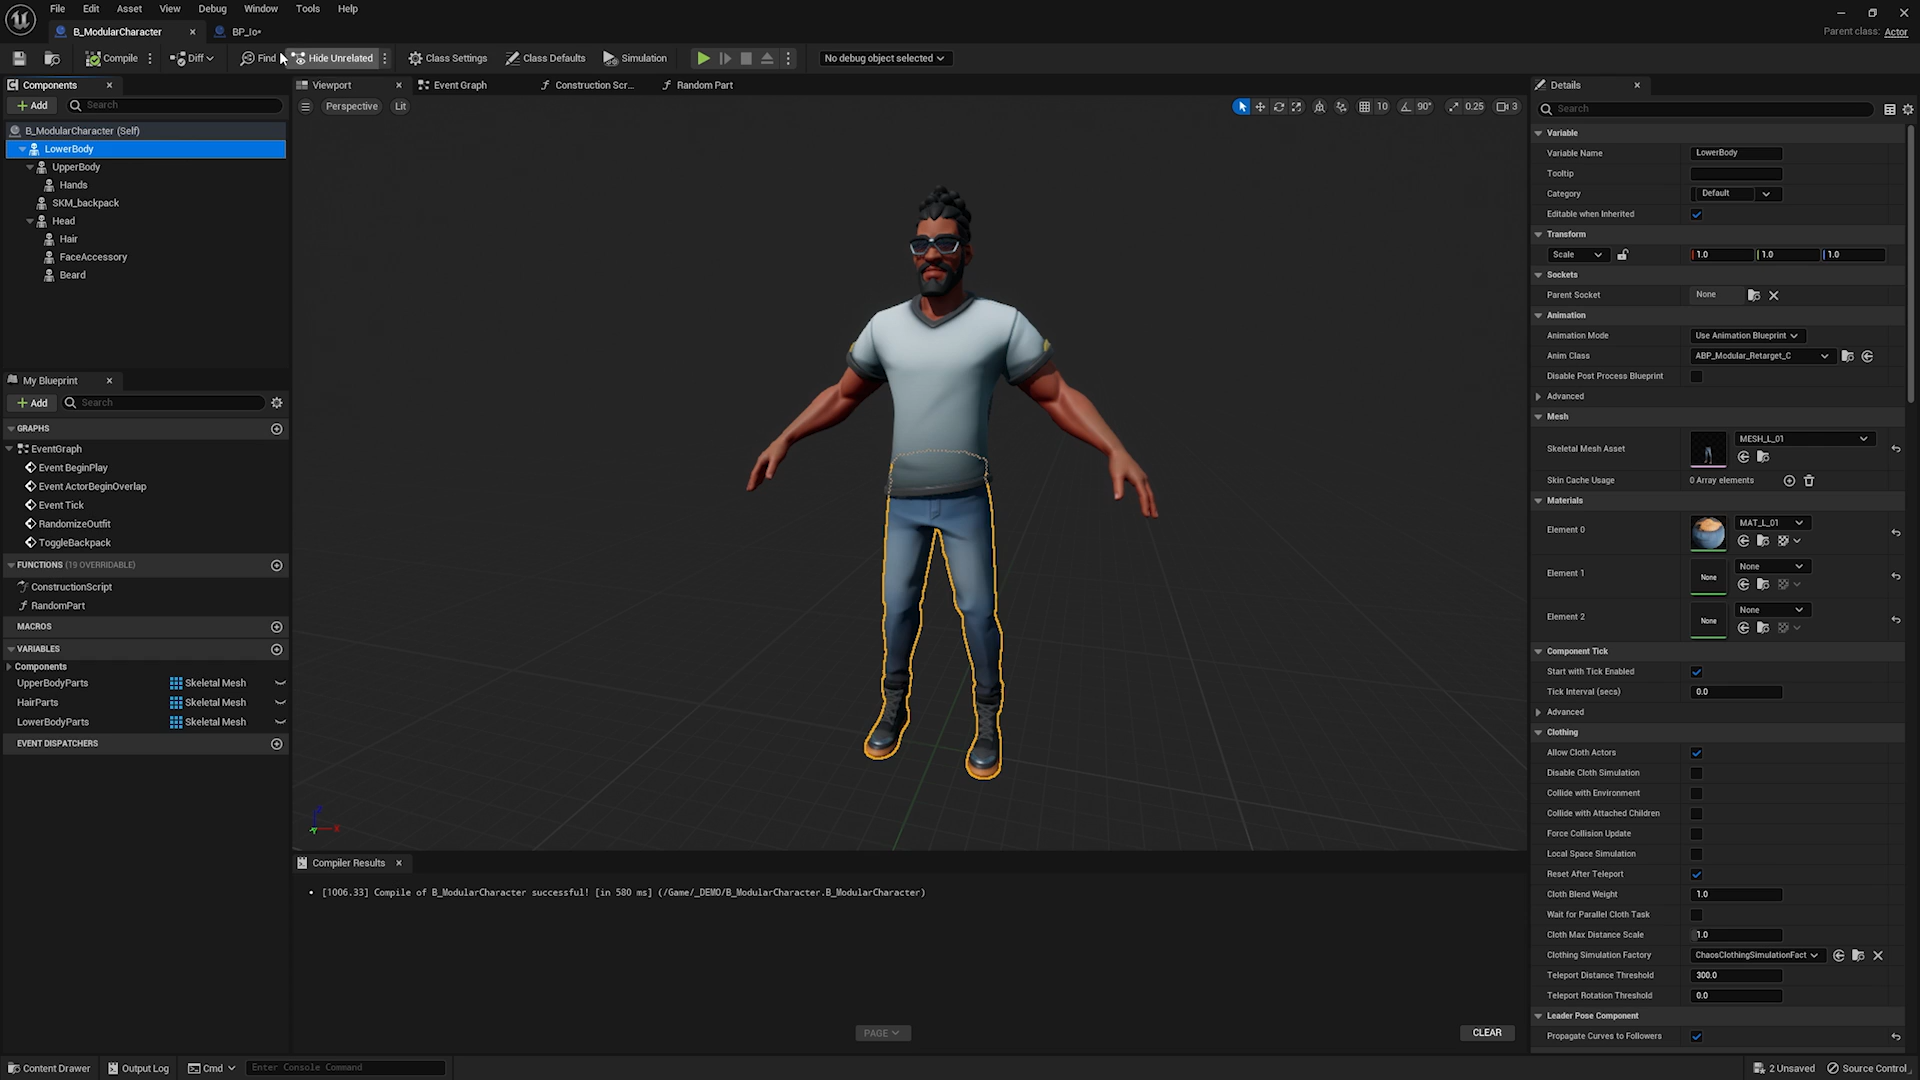 File Edit Asset View Debug Window Tools Help
B_ModularCharacter
BP_Io•
Parent class: Actor
Compile
Diff
Find
Hide Unrelated
Class Settings
Class Defaults
Simulation
No debug object selected
Components
Add
Search
B_ModularCharacter (Self)
LowerBody
UpperBody
Hands
SKM_backpack
Head
Hair
FaceAccessory
Beard
My Blueprint
Add
Search
GRAPHS
EventGraph
Event BeginPlay
Event ActorBeginOverlap
Event Tick
RandomizeOutfit
ToggleBackpack
FUNCTIONS (19 OVERRIDABLE)
ConstructionScript
RandomPart
MACROS
VARIABLES
Components
UpperBodyParts Skeletal Mesh
HairParts Skeletal Mesh
LowerBodyParts Skeletal Mesh
EVENT DISPATCHERS
Viewport
Event Graph
Construction Scr...
Random Part
Perspective
Lit
10
90°
0.25
3
Compiler Results
• [1006.33] Compile of B_ModularCharacter successful! [in 580 ms] (/Game/_DEMO/B_ModularCharacter.B_ModularCharacter)
PAGE
CLEAR
Details
Search
Variable
Variable Name LowerBody
Tooltip
Category Default
Editable when Inherited
Transform
Scale 1.0 1.0 1.0
Sockets
Parent Socket None
Animation
Animation Mode Use Animation Blueprint
Anim Class ABP_Modular_Retarget_C
Disable Post Process Blueprint
Advanced
Mesh
Skeletal Mesh Asset MESH_L_01
Skin Cache Usage 0 Array elements
Materials
Element 0 MAT_L_01
Element 1 None None
Element 2 None None
Component Tick
Start with Tick Enabled
Tick Interval (secs) 0.0
Advanced
Clothing
Allow Cloth Actors
Disable Cloth Simulation
Collide with Environment
Collide with Attached Children
Force Collision Update
Local Space Simulation
Reset After Teleport
Cloth Blend Weight 1.0
Wait for Parallel Cloth Task
Cloth Max Distance Scale 1.0
Clothing Simulation Factory ChaosClothingSimulationFact
Teleport Distance Threshold 300.0
Teleport Rotation Threshold 0.0
Leader Pose Component
Propagate Curves to Followers
Content Drawer
Output Log
Cmd
Enter Console Command
2 Unsaved
Source Control